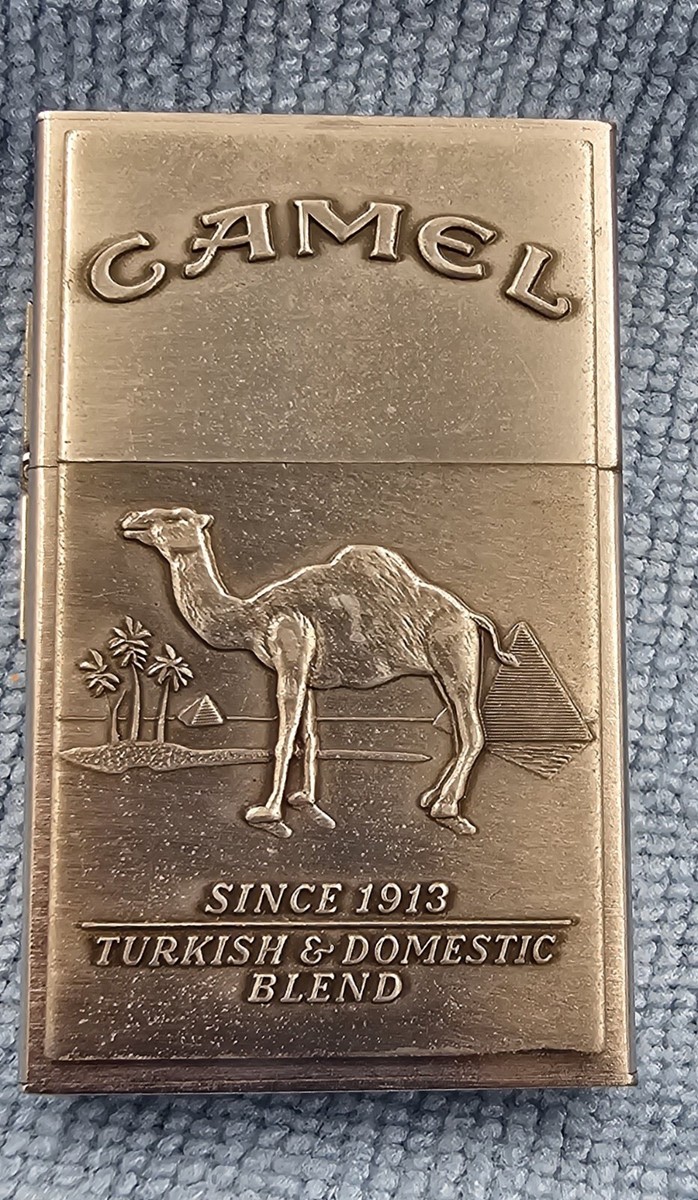 CAMEL
SINCE 1913
TURKISH & DOMESTIC
BLEND